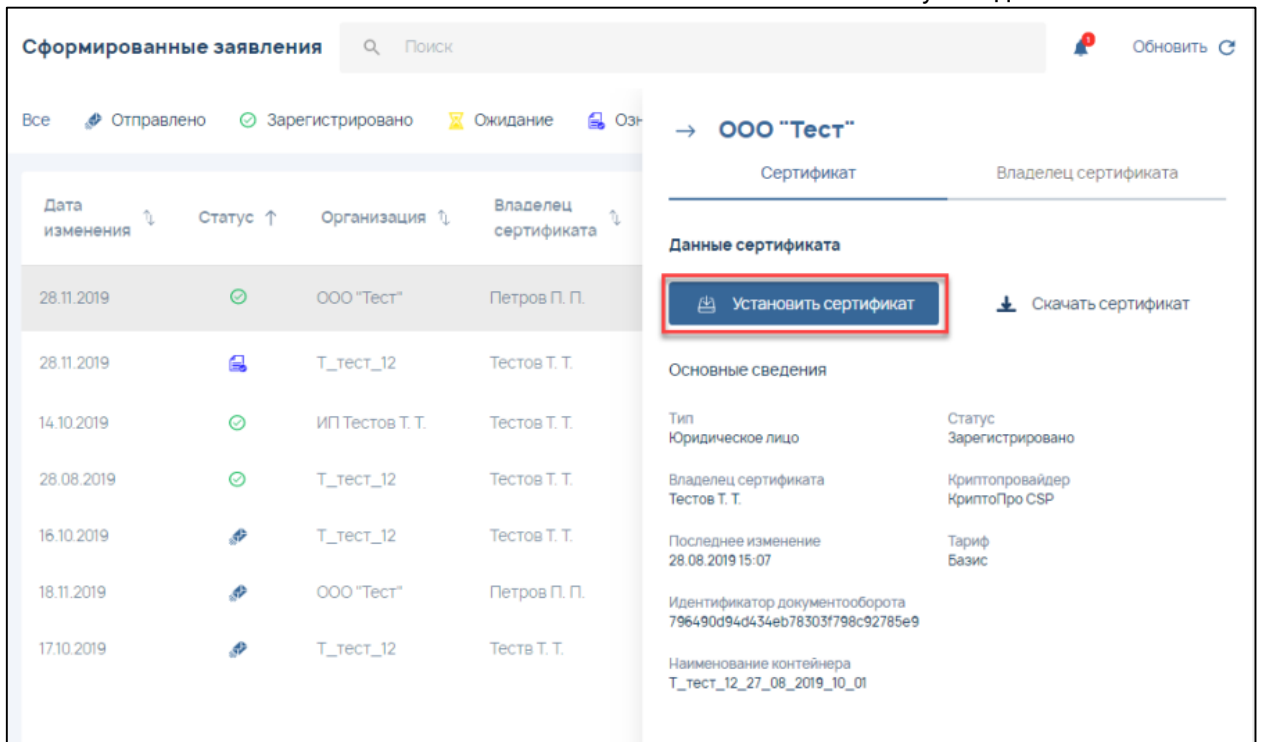 Сформированные заявления
Поиск
1
Обновить
Все Отправлено Зарегистрировано Ожидание
ООО "Тест"
Сертификат Владелец сертификата
Дата изменения Статус Организация Владелец сертификата
Данные сертификата
Установить сертификат Скачать сертификат
28.11.2019 ООО "Тест" Петров П. П.
28.11.2019 Т_тест_12 Тестов Т. Т.
14.10.2019 ИП Тестов Т. Т. Тестов Т. Т.
28.08.2019 Т_тест_12 Тестов Т. Т.
16.10.2019 Т_тест_12 Тестов Т. Т.
18.11.2019 ООО "Тест" Петров П. П.
17.10.2019 Т_тест_12 Теств Т. Т.
Основные сведения
Тип
Юридическое лицо
Статус
Зарегистрировано
Владелец сертификата
Тестов Т. Т.
Криптопровайдер
КриптоПро CSP
Последнее изменение
28.08.2019 15:07
Тариф
Базис
Идентификатор документооборота
796490d94d434eb78303f798c92785e9
Наименование контейнера
Т_тест_12_27_08_2019_10_01